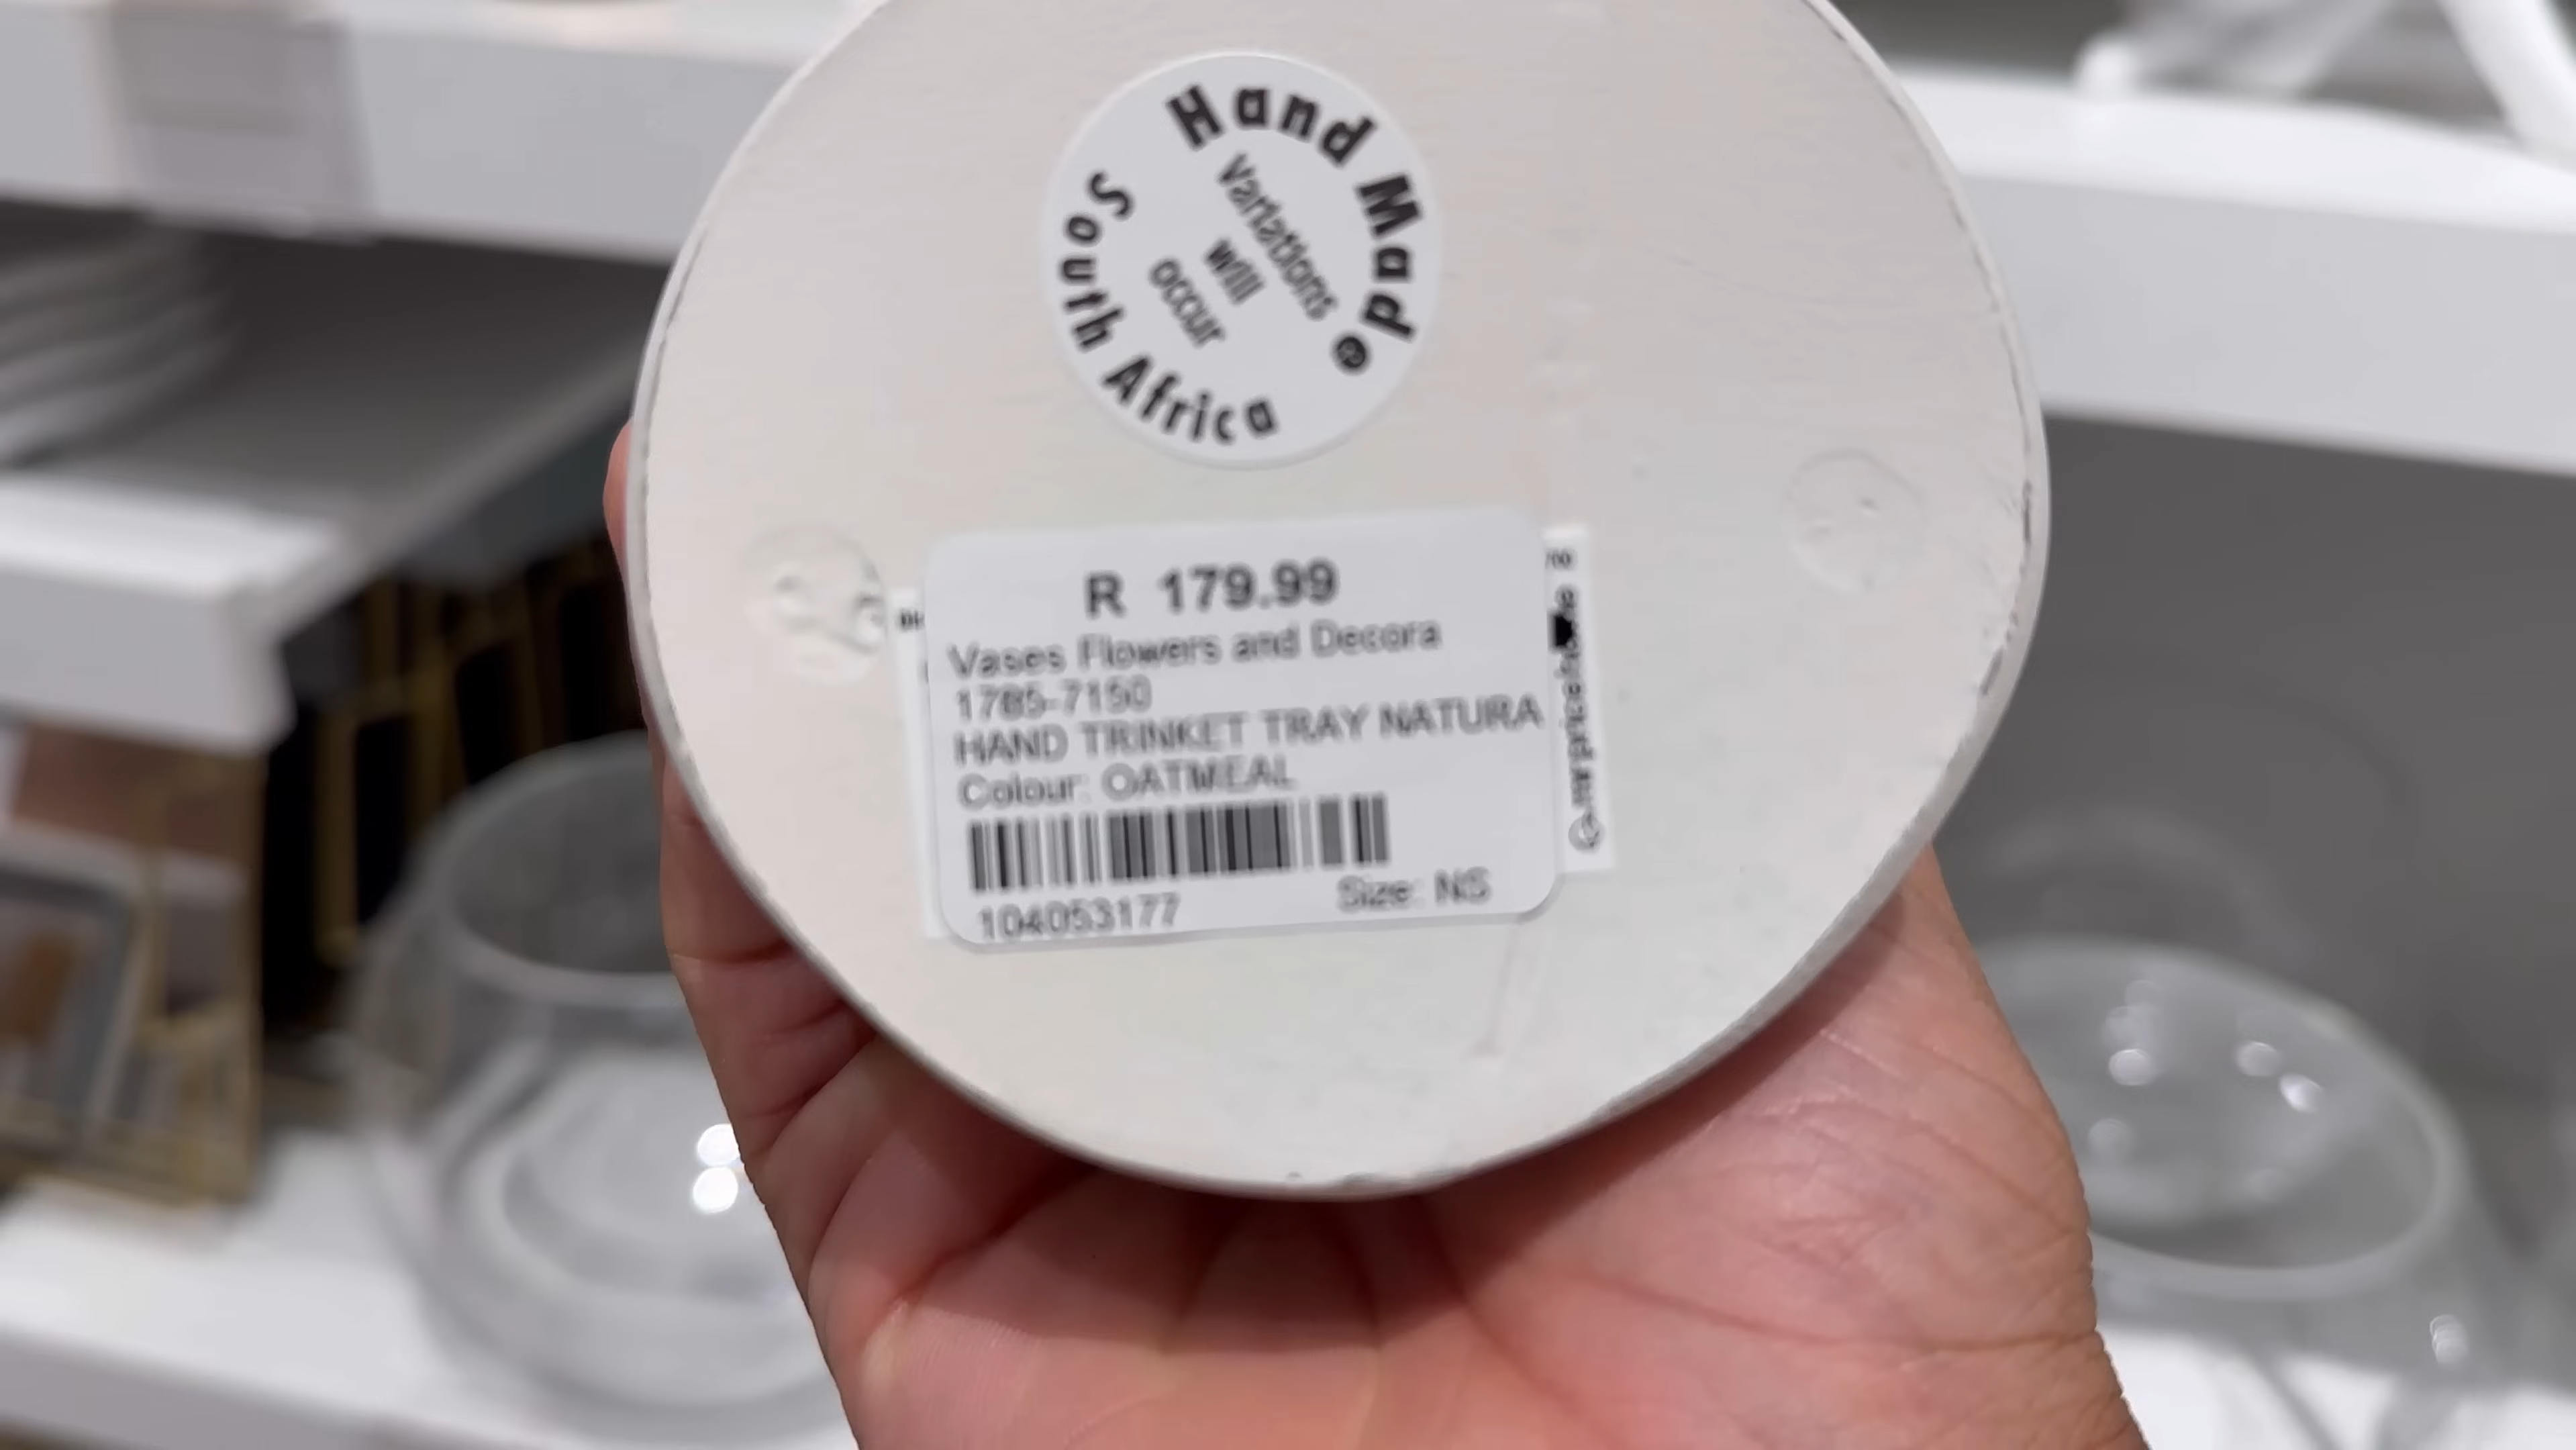 Hand Made
Variations
will
occur
South Africa
R 179.99
Vases Flowers and Decora
1785-7150
HAND TRINKET TRAY NATURA
Colour: OATMEAL
104053177
Size: NS
mrpricehome